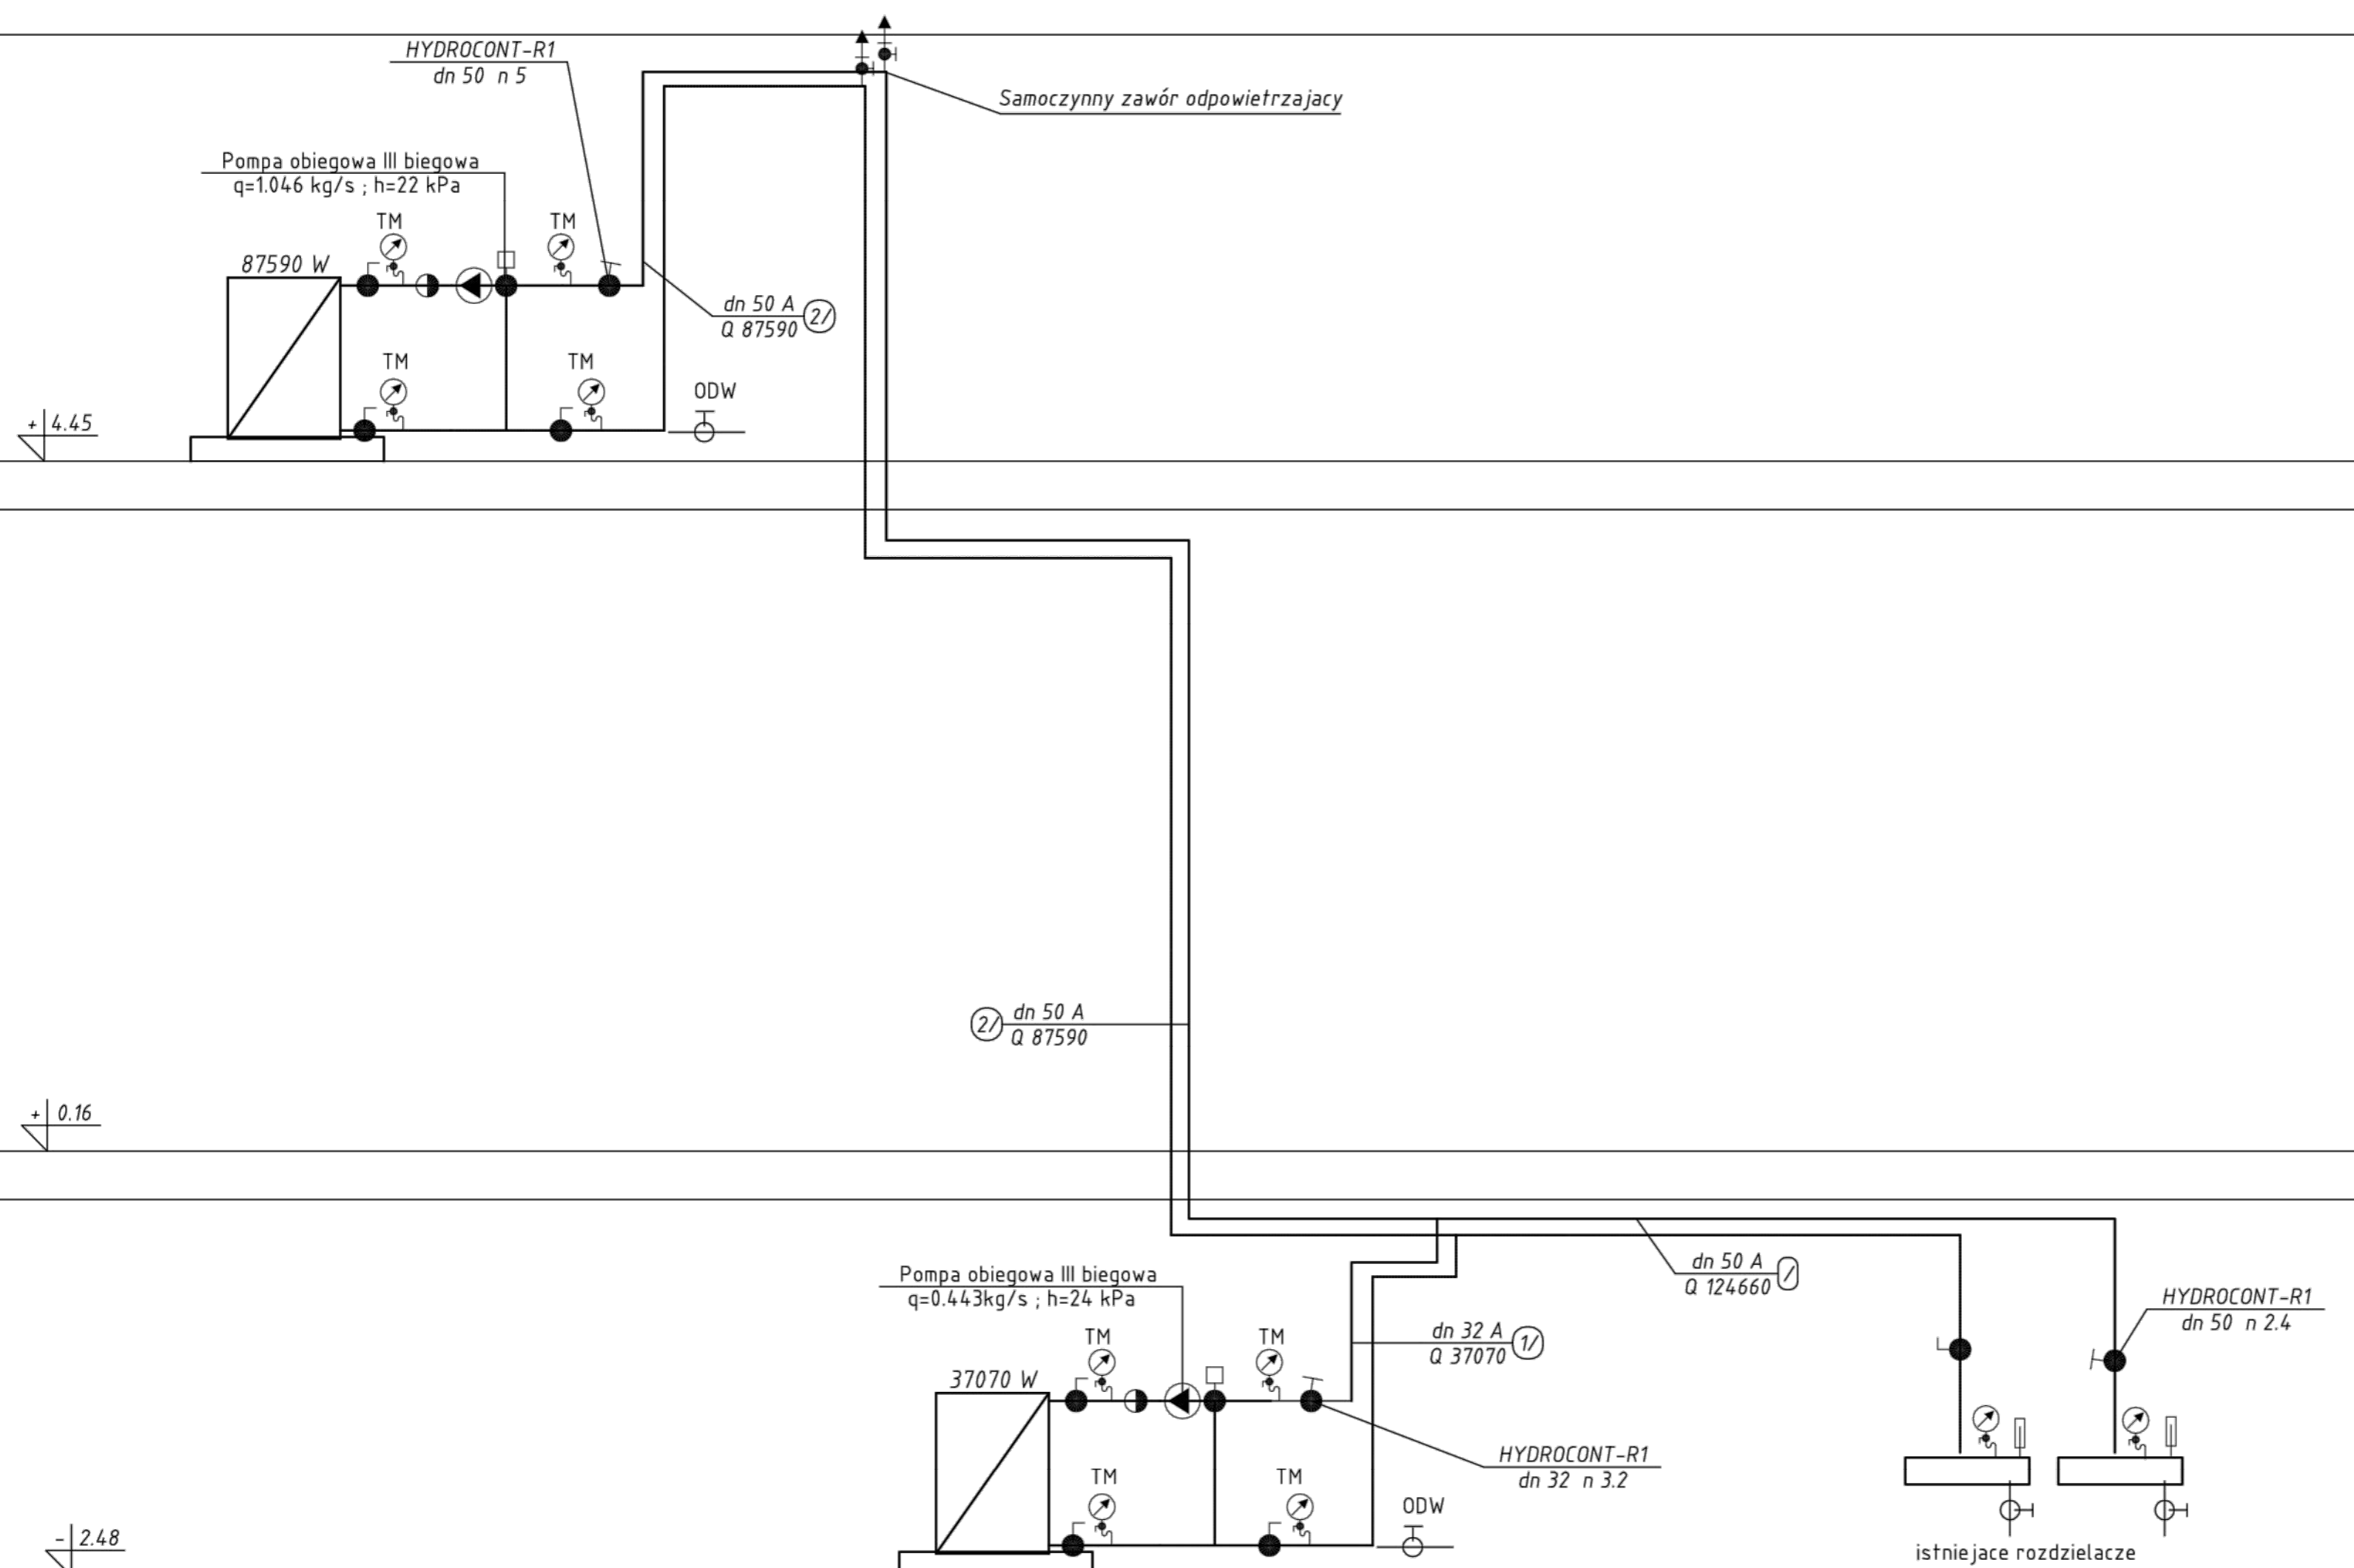 HYDROCONT-R1
dn 50 n 5
Samoczynny zawór odpowietrzajacy
Pompa obiegowa III biegowa
q=1.046 kg/s ; h=22 kPa
TM
TM
87590 W
dn 50 A
Q 87590
2/
TM
TM
ODW
+ 4.45
2/
dn 50 A
Q 87590
+ 0.16
dn 50 A
Q 124660
/
Pompa obiegowa III biegowa
q=0.443kg/s ; h=24 kPa
HYDROCONT-R1
dn 50 n 2.4
TM
TM
dn 32 A
Q 37070
1/
37070 W
HYDROCONT-R1
dn 32 n 3.2
TM
TM
ODW
- 2.48
istniejace rozdzielacze